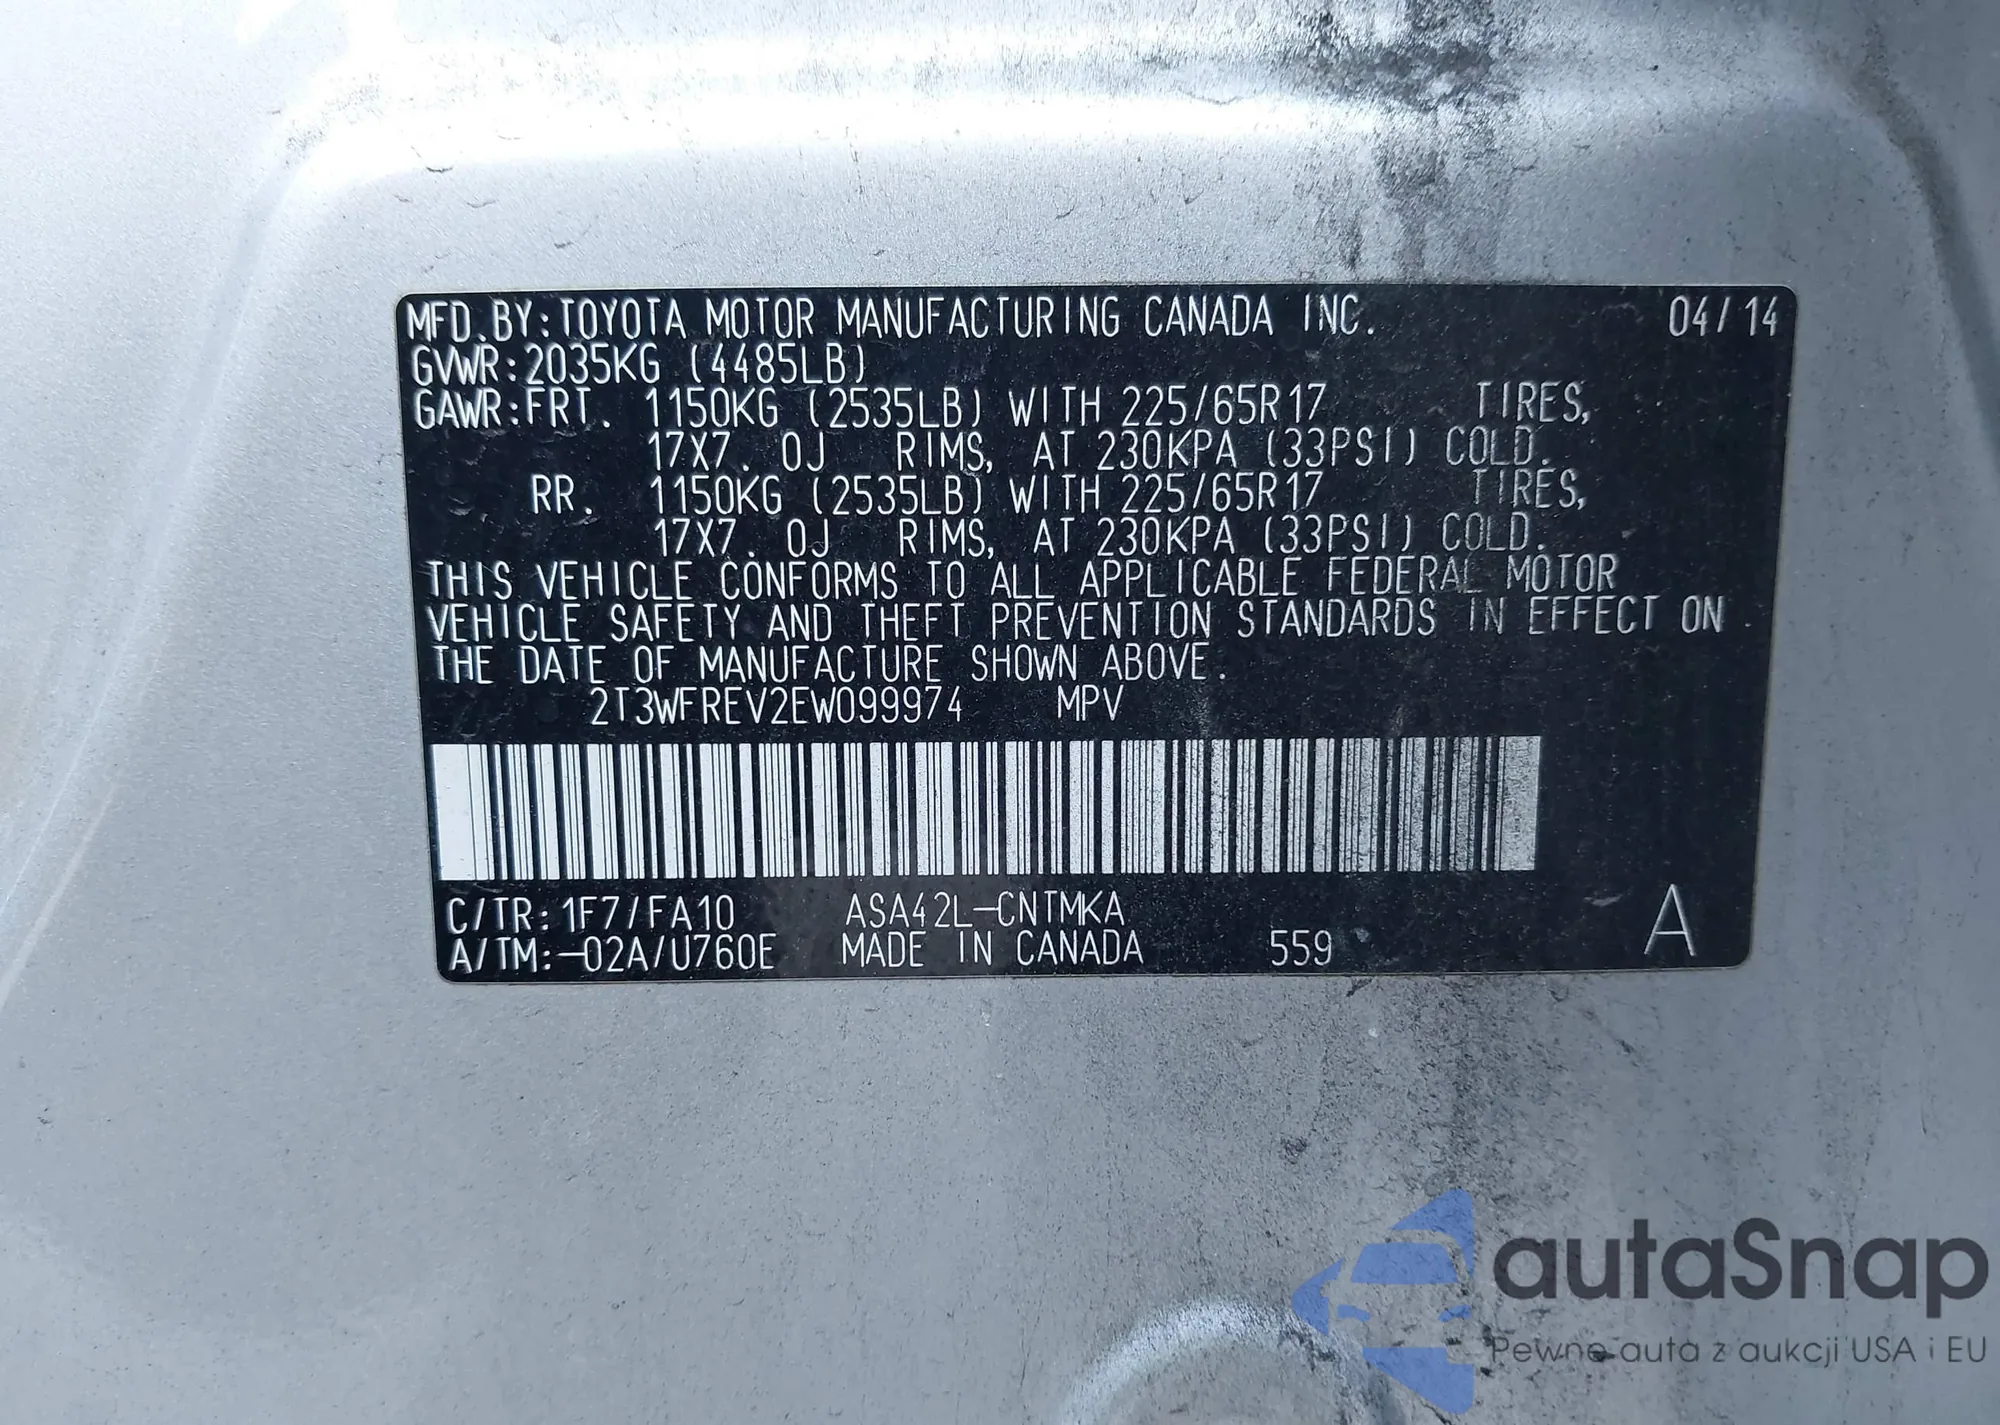 MFD. BY: TOYOTA MOTOR MANUFACTURING CANADA INC. 04/14
GVWR: 2035KG (4485LB)
GAWR: FRT. 1150KG (2535LB) WITH 225/65R17 TIRES,
17X7. 0J RIMS, AT 230KPA (33PSI) COLD.
RR. 1150KG (2535LB) WITH 225/65R17 TIRES,
17X7. 0J RIMS, AT 230KPA (33PSI) COLD.
THIS VEHICLE CONFORMS TO ALL APPLICABLE FEDERAL MOTOR
VEHICLE SAFETY AND THEFT PREVENTION STANDARDS IN EFFECT ON
THE DATE OF MANUFACTURE SHOWN ABOVE.
2T3WFREV2EW099974 MPV
C/TR: 1F7/FA10 ASA42L-CNTMKA A
A/TM: -02A/U760E MADE IN CANADA 559
autaSnap
Pewne auta z aukcji USA i EU